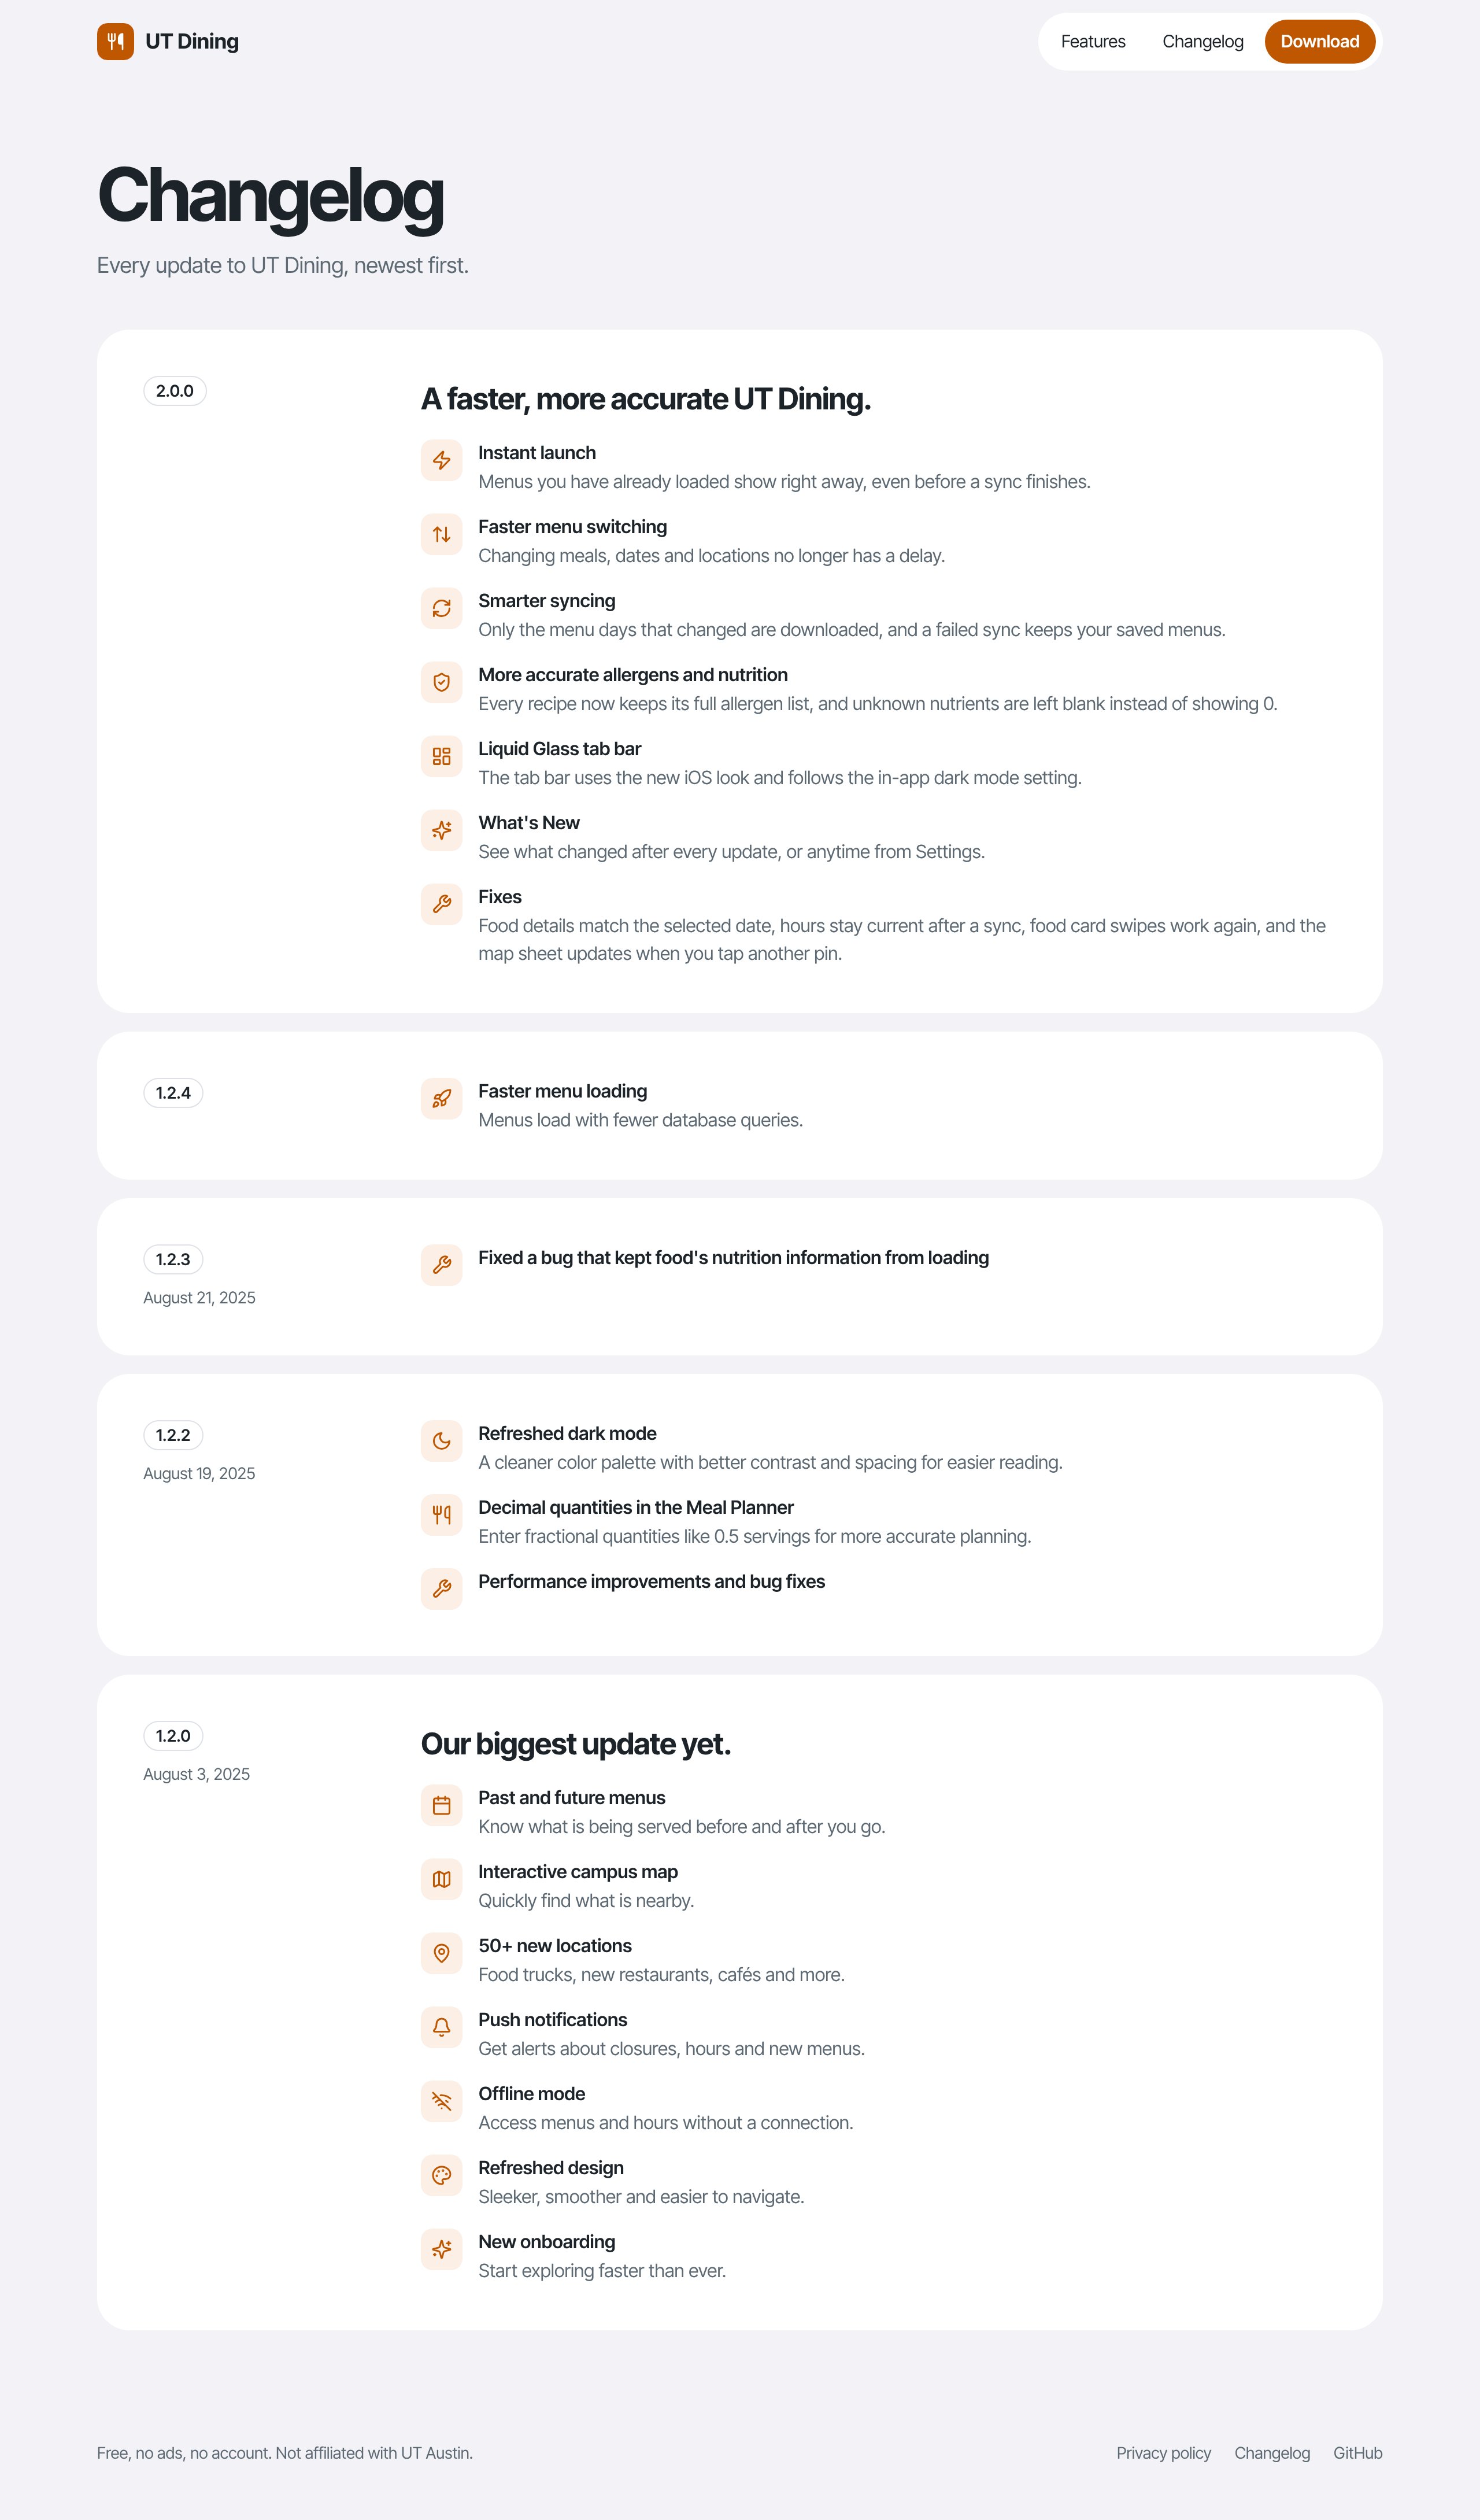 UT Dining
Features
Changelog
Download
Changelog
Every update to UT Dining, newest first.
2.0.0
A faster, more accurate UT Dining.
Instant launch
Menus you have already loaded show right away, even before a sync finishes.
Faster menu switching
Changing meals, dates and locations no longer has a delay.
Smarter syncing
Only the menu days that changed are downloaded, and a failed sync keeps your saved menus.
More accurate allergens and nutrition
Every recipe now keeps its full allergen list, and unknown nutrients are left blank instead of showing 0.
Liquid Glass tab bar
The tab bar uses the new iOS look and follows the in-app dark mode setting.
What's New
See what changed after every update, or anytime from Settings.
Fixes
Food details match the selected date, hours stay current after a sync, food card swipes work again, and the
map sheet updates when you tap another pin.
1.2.4
Faster menu loading
Menus load with fewer database queries.
1.2.3
August 21, 2025
Fixed a bug that kept food's nutrition information from loading
1.2.2
August 19, 2025
Refreshed dark mode
A cleaner color palette with better contrast and spacing for easier reading.
Decimal quantities in the Meal Planner
Enter fractional quantities like 0.5 servings for more accurate planning.
Performance improvements and bug fixes
1.2.0
August 3, 2025
Our biggest update yet.
Past and future menus
Know what is being served before and after you go.
Interactive campus map
Quickly find what is nearby.
50+ new locations
Food trucks, new restaurants, cafés and more.
Push notifications
Get alerts about closures, hours and new menus.
Offline mode
Access menus and hours without a connection.
Refreshed design
Sleeker, smoother and easier to navigate.
New onboarding
Start exploring faster than ever.
Free, no ads, no account. Not affiliated with UT Austin.
Privacy policy
Changelog
GitHub